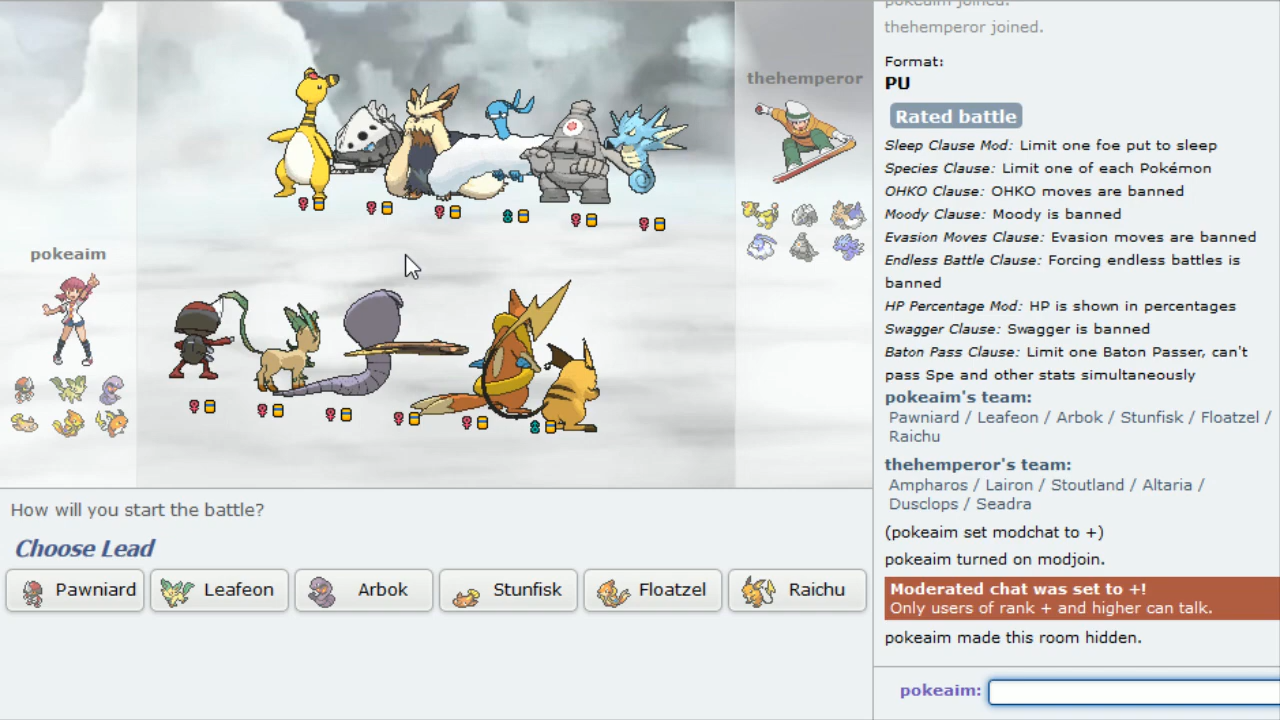 pokeaim joined.
thehemperor joined.
Format:
PU
Rated battle
Sleep Clause Mod: Limit one foe put to sleep
Species Clause: Limit one of each Pokémon
OHKO Clause: OHKO moves are banned
Moody Clause: Moody is banned
Evasion Moves Clause: Evasion moves are banned
Endless Battle Clause: Forcing endless battles is
banned
HP Percentage Mod: HP is shown in percentages
Swagger Clause: Swagger is banned
Baton Pass Clause: Limit one Baton Passer, can't
pass Spe and other stats simultaneously
pokeaim's team:
Pawniard / Leafeon / Arbok / Stunfisk / Floatzel /
Raichu
thehemperor's team:
Ampharos / Lairon / Stoutland / Altaria /
Dusclops / Seadra
(pokeaim set modchat to +)
pokeaim turned on modjoin.
Moderated chat was set to +!
Only users of rank + and higher can talk.
pokeaim made this room hidden.
pokeaim:
thehemperor
pokeaim
How will you start the battle?
Choose Lead
Pawniard Leafeon Arbok Stunfisk Floatzel Raichu